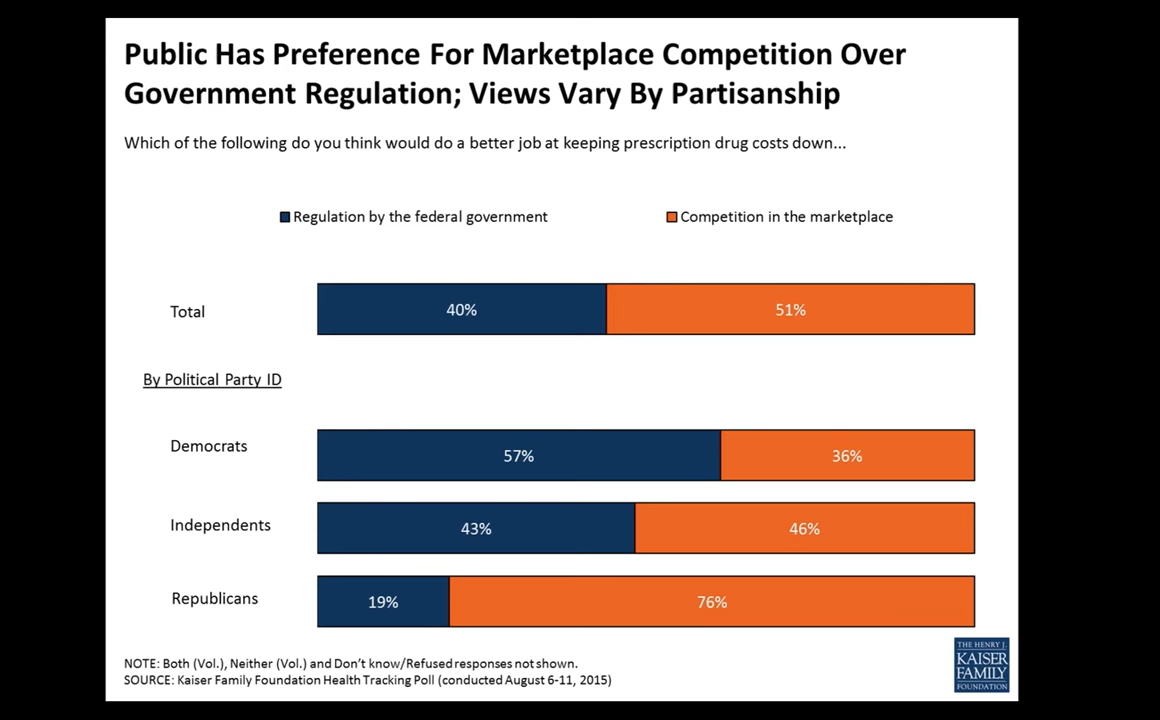 Public Has Preference For Marketplace Competition Over
Government Regulation; Views Vary By Partisanship
Which of the following do you think would do a better job at keeping prescription drug costs down...
Regulation by the federal government
Competition in the marketplace
Total
40%
51%
By Political Party ID
Democrats
57%
36%
Independents
43%
46%
Republicans
19%
76%
NOTE: Both (Vol.), Neither (Vol.) and Don’t know/Refused responses not shown.
SOURCE: Kaiser Family Foundation Health Tracking Poll (conducted August 6-11, 2015)
THE HENRY J.
KAISER
FAMILY
FOUNDATION